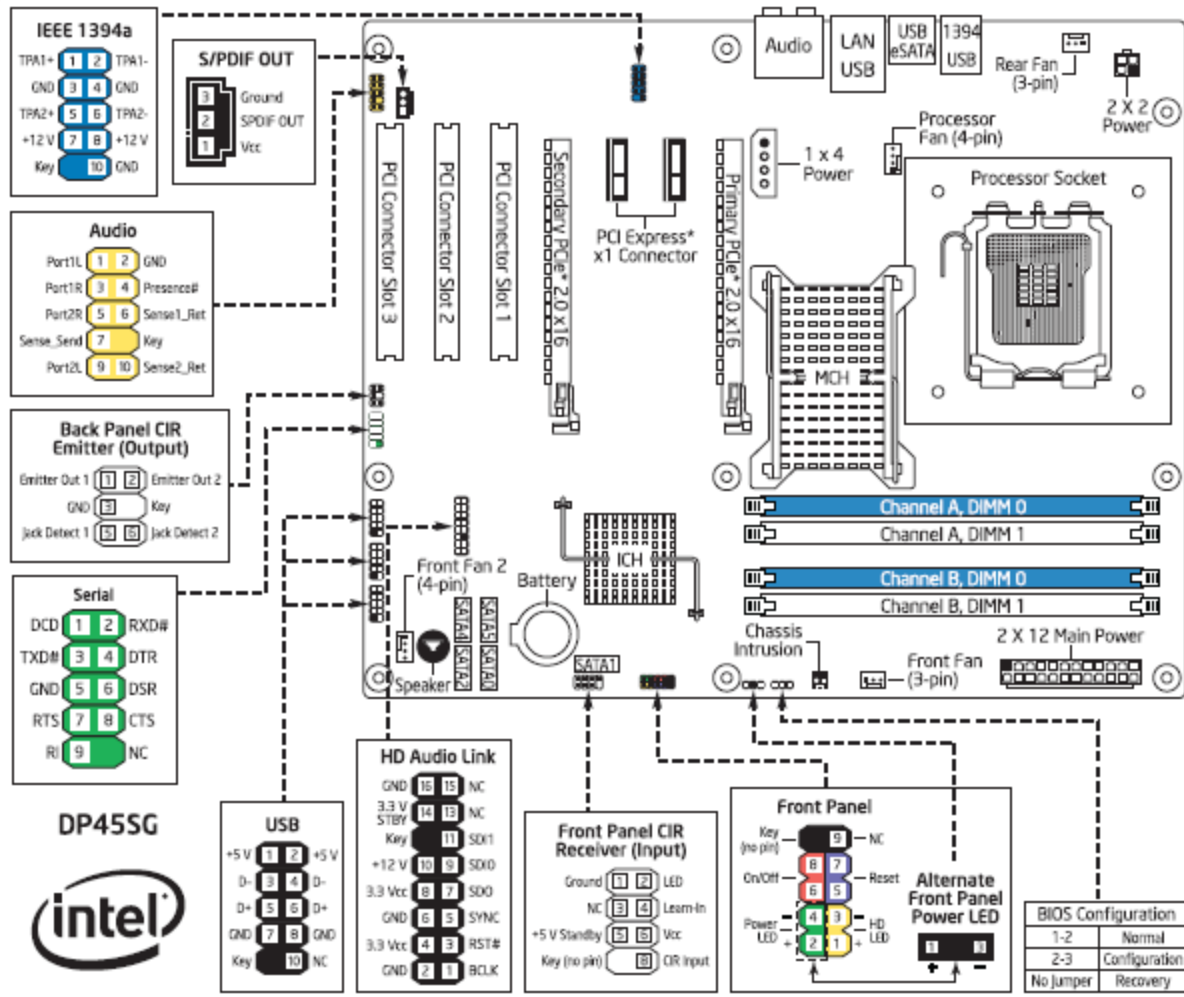 IEEE 1394a
TPA1+ 1 2 TPA1-
GND 3 4 GND
TPA2+ 5 6 TPA2-
+12 V 7 8 +12 V
Key 10 GND
S/PDIF OUT
3 Ground
2 SPDIF OUT
1 Vcc
Audio
Port1L 1 2 GND
Port1R 3 4 Presence#
Port2R 5 6 Sense1_Ret
Sense_Send 7 Key
Port2L 9 10 Sense2_Ret
Back Panel CIR
Emitter (Output)
Emitter Out 1 1 2 Emitter Out 2
GND 3 Key
Jack Detect 1 5 6 Jack Detect 2
Serial
DCD 1 2 RXD#
TXD# 3 4 DTR
GND 5 6 DSR
RTS 7 8 CTS
RI 9 NC
DP45SG
intel
Audio
LAN
USB
USB
eSATA
1394
USB
Rear Fan
(3-pin)
2 X 2
Power
Processor
Fan (4-pin)
1 x 4
Power
Processor Socket
PCI Connector Slot 3
PCI Connector Slot 2
PCI Connector Slot 1
Secondary PCIe* 2.0 x16
PCI Express*
x1 Connector
Primary PCIe* 2.0 x16
MCH
Channel A, DIMM 0
Channel A, DIMM 1
Channel B, DIMM 0
Channel B, DIMM 1
ICH
Front Fan 2
(4-pin)
Battery
SATA4
SATA5
SATA2
SATA0
SATA1
Speaker
Chassis
Intrusion
Front Fan
(3-pin)
2 X 12 Main Power
USB
+5 V 1 2 +5 V
D- 3 4 D-
D+ 5 6 D+
GND 7 8 GND
Key 10 NC
HD Audio Link
GND 16 15 NC
3.3 V
STBY 14 13 NC
Key 11 SDI1
+12 V 10 9 SDI0
3.3 Vcc 8 7 SDO
GND 6 5 SYNC
3.3 Vcc 4 3 RST#
GND 2 1 BCLK
Front Panel CIR
Receiver (Input)
Ground 1 2 LED
NC 3 4 Learn-In
+5 V Standby 5 6 Vcc
Key (no pin) 8 CIR Input
Front Panel
Key
(no pin) 9 NC
8 7
On/Off Reset
6 5
4 3
Power
LED
HD
LED
+ 2 1 +
Alternate
Front Panel
Power LED
1 3
+ -
BIOS Configuration
1-2 Normal
2-3 Configuration
No Jumper Recovery